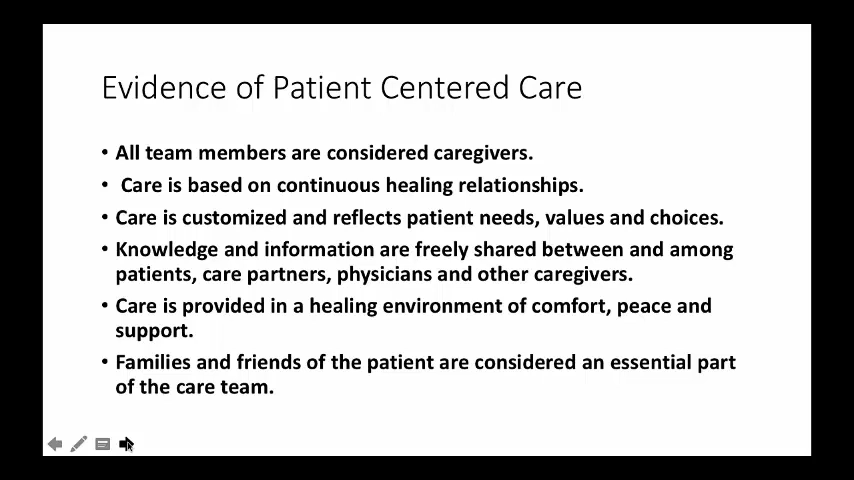 Evidence of Patient Centered Care
• All team members are considered caregivers.
• Care is based on continuous healing relationships.
• Care is customized and reflects patient needs, values and choices.
• Knowledge and information are freely shared between and among
patients, care partners, physicians and other caregivers.
• Care is provided in a healing environment of comfort, peace and
support.
• Families and friends of the patient are considered an essential part
of the care team.